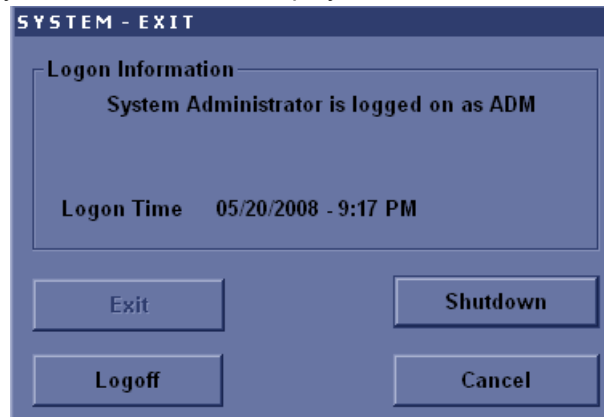 SYSTEM - EXIT
Logon Information
System Administrator is logged on as ADM
Logon Time 05/20/2008 - 9:17 PM
Exit Shutdown
Logoff Cancel